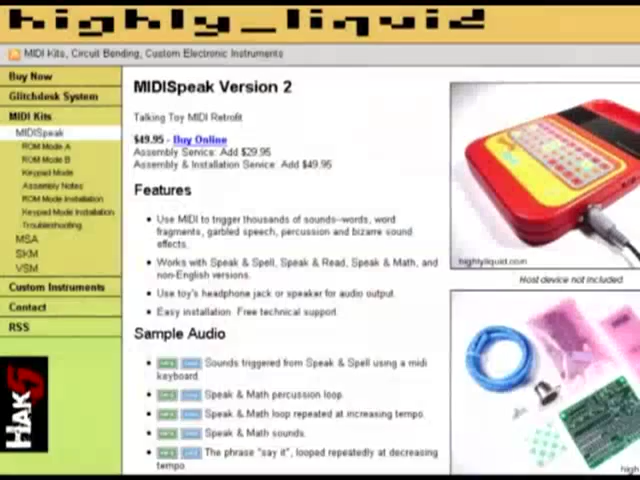 highly_liquid
MIDI Kits, Circuit Bending, Custom Electronic Instruments
Buy Now
Glitchdesk System
MIDI Kits
MIDISpeak
ROM Mode A
ROM Mode B
Keypad Mode
Assembly Notes
ROM Mode Installation
Keypad Mode Installation
Troubleshooting
MSA
SKM
VSM
Custom Instruments
Contact
RSS
HAK5
MIDISpeak Version 2
Talking Toy MIDI Retrofit
$49.95 - Buy Online
Assembly Service: Add $29.95
Assembly & Installation Service: Add $49.95
Features
Use MIDI to trigger thousands of sounds--words, word
fragments, garbled speech, percussion and bizarre sound
effects.
Works with Speak & Spell, Speak & Read, Speak & Math, and
non-English versions.
Use toy's headphone jack or speaker for audio output.
Easy installation. Free technical support.
Sample Audio
Sounds triggered from Speak & Spell using a midi
keyboard.
Speak & Math percussion loop.
Speak & Math loop repeated at increasing tempo.
Speak & Math sounds.
The phrase "say it", looped repeatedly at decreasing
tempo
highlyliquid.com
Host device not included
high